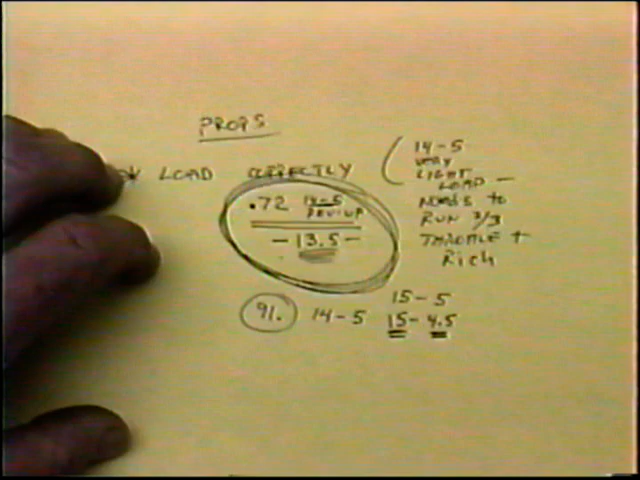 PROPS
LOAD CORRECTLY
.72 14-5
REV-UP
-13.5-
(14-5
VERY
LIGHT
LOAD -
NEEDS to
RUN 2/3
THROTTLE +
Rich
15-5
91. 14-5 15-4.5